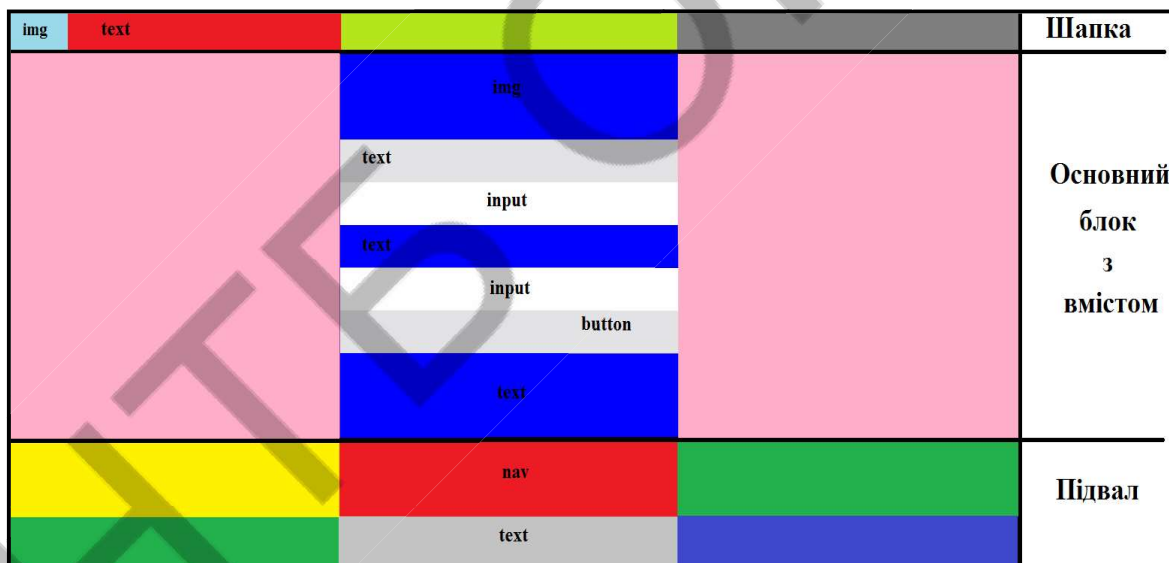 img text Шапка
img
text
input
text
input
button
text
Основний
блок
з
вмістом
nav
text
Підвал